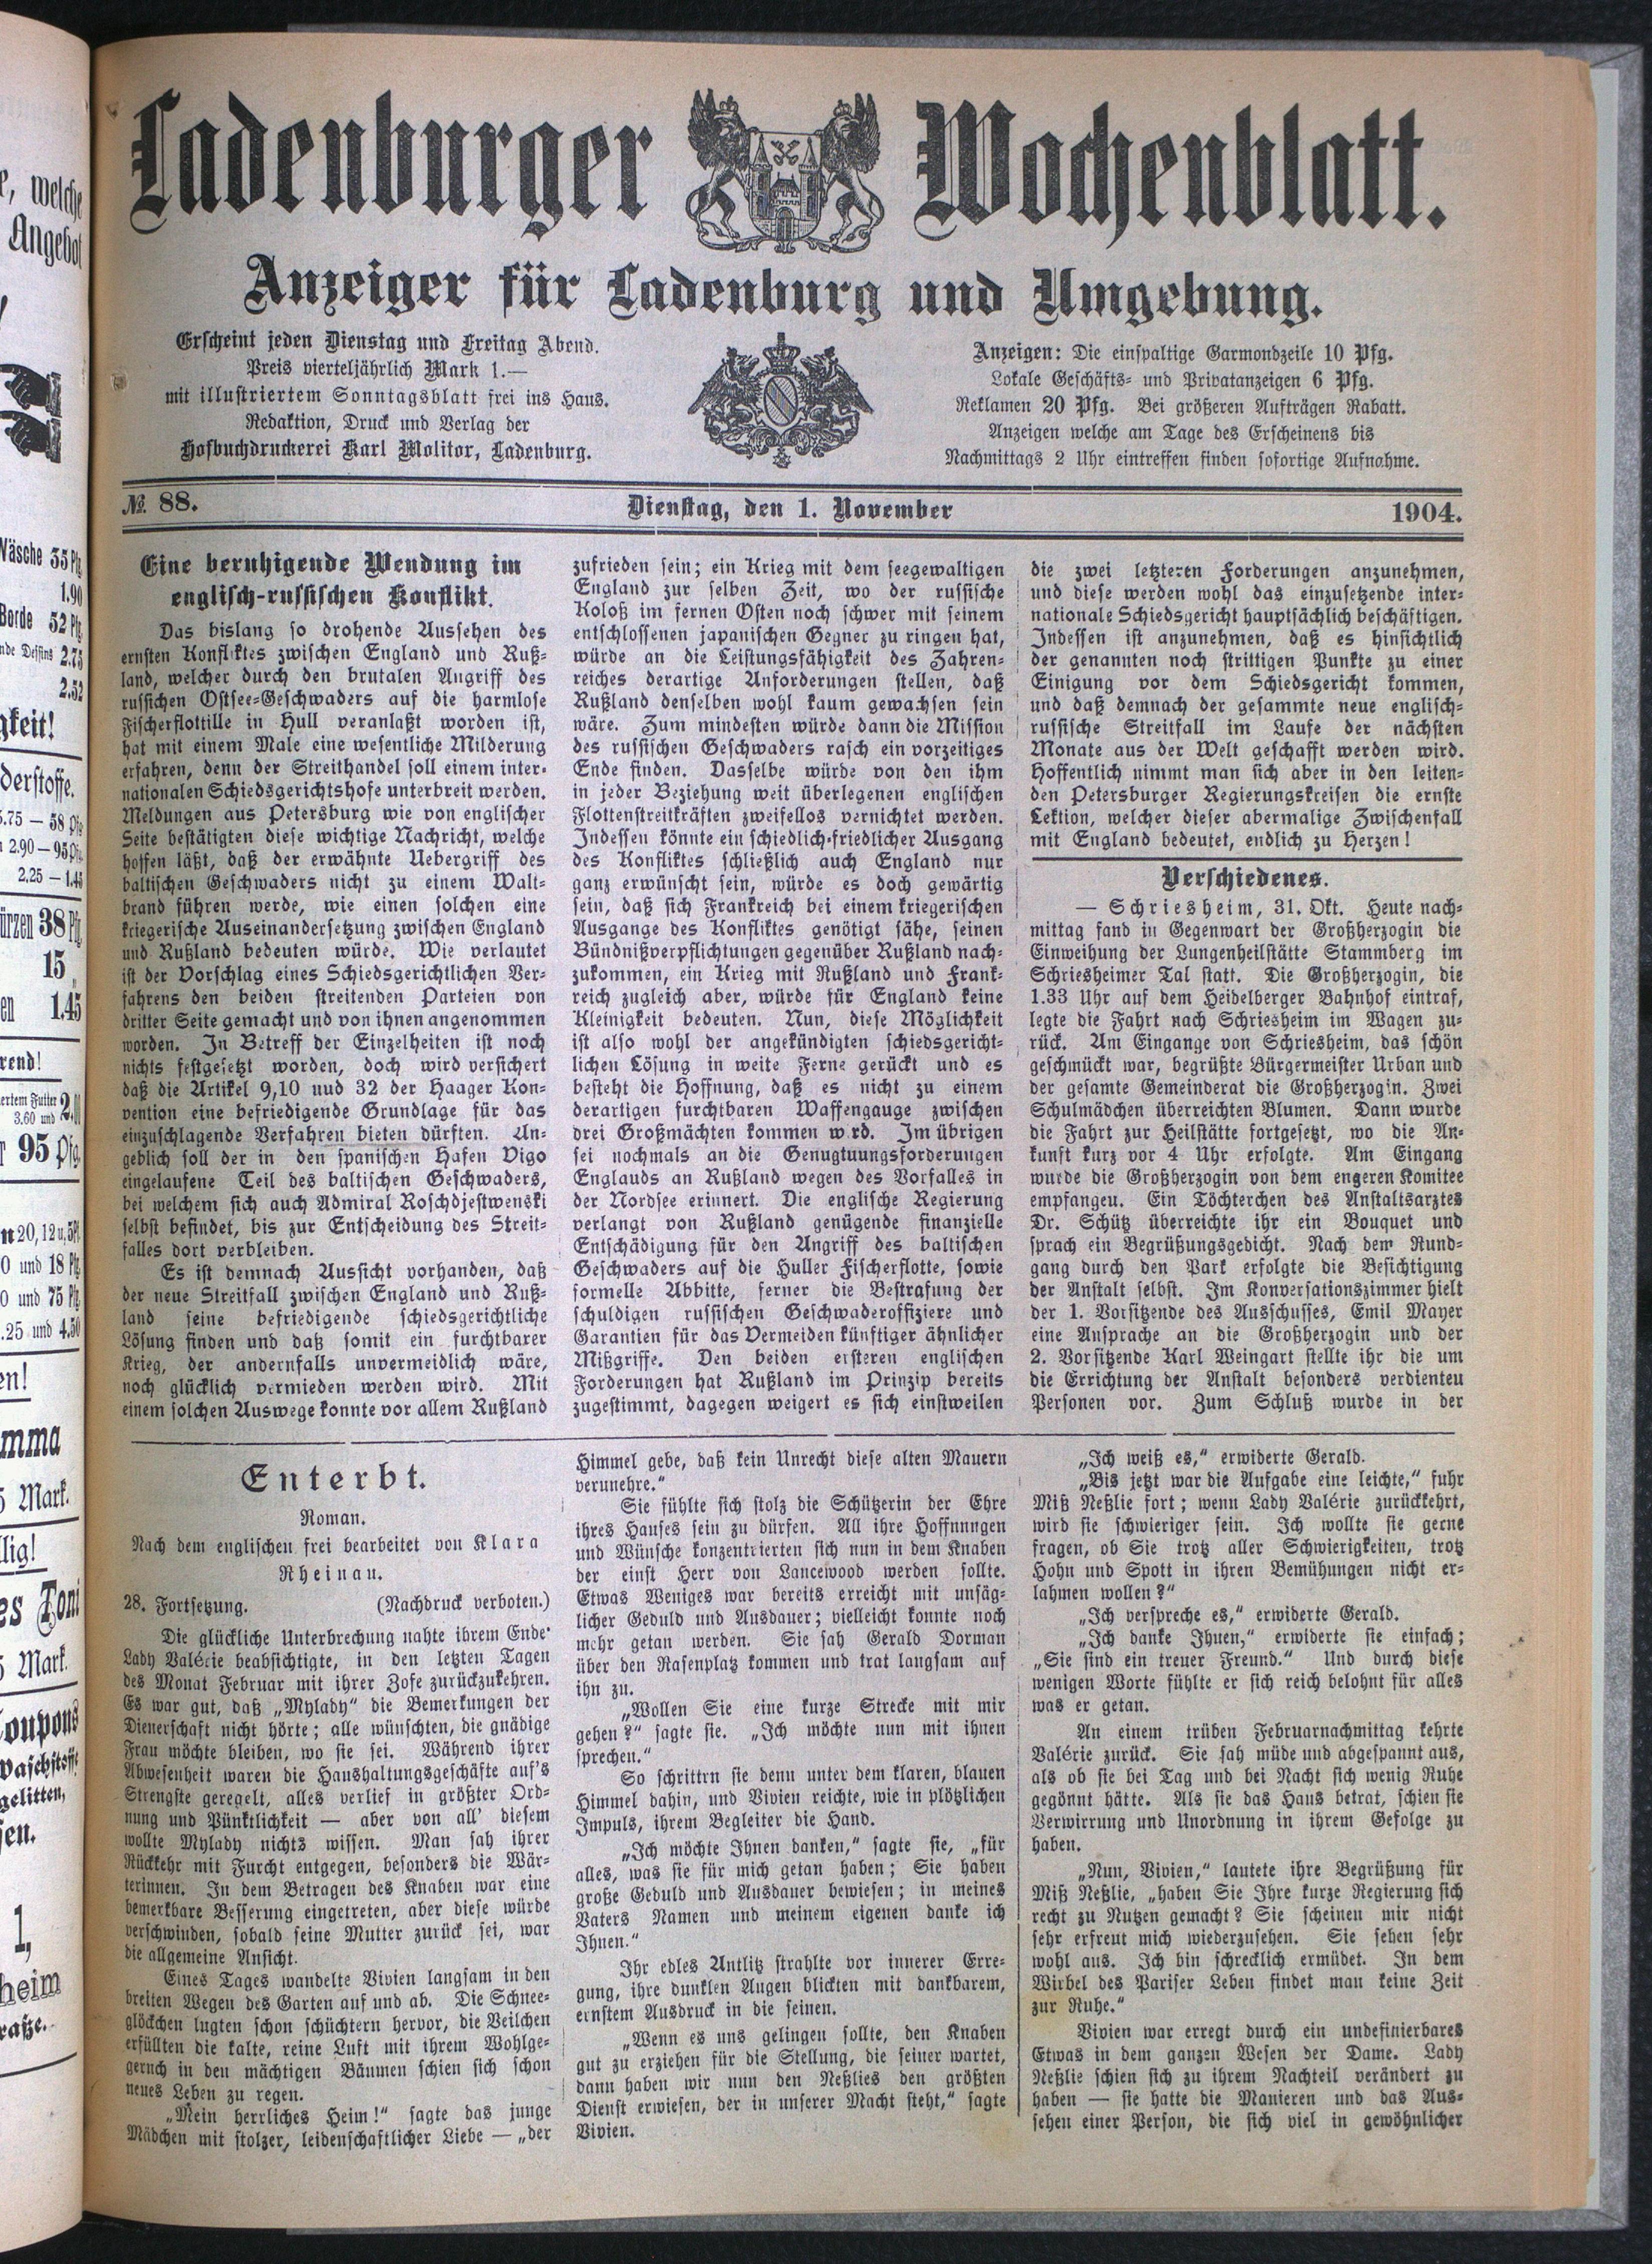 Ladenburger Wochenblatt.
Anzeiger für Ladenburg und Umgebung.
Erscheint jeden Dienstag und Freitag Abend.
Preis vierteljährlich Mark 1.—
mit illustriertem Sonntagsblatt frei ins Haus.
Redaktion, Druck und Verlag der
Hofbuchdruckerei Karl Molitor, Ladenburg.
Anzeigen: Die einspaltige Garmondzeile 10 Pfg.
Lokale Geschäfts- und Privatanzeigen 6 Pfg.
Reklamen 20 Pfg. Bei größeren Aufträgen Rabatt.
Anzeigen welche am Tage des Erscheinens bis
Nachmittags 2 Uhr eintreffen finden sofortige Aufnahme.
№. 88. Dienstag, den 1. November 1904.
Eine beruhigende Wendung im
englisch-russischen Konflikt.
Das bislang so drohende Aussehen des
ernsten Konfliktes zwischen England und Ruß-
land, welcher durch den brutalen Angriff des
russichen Ostsee-Geschwaders auf die harmlose
Fischerflottille in Hull veranlaßt worden ist,
hat mit einem Male eine wesentliche Milderung
erfahren, denn der Streithandel soll einem inter-
nationalen Schiedsgerichtshofe unterbreit werden.
Meldungen aus Petersburg wie von englischer
Seite bestätigten diese wichtige Nachricht, welche
hoffen läßt, daß der erwähnte Uebergriff des
baltischen Geschwaders nicht zu einem Walt-
brand führen werde, wie einen solchen eine
kriegerische Auseinandersetzung zwischen England
und Rußland bedeuten würde. Wie verlautet
ist der Vorschlag eines Schiedsgerichtlichen Ver-
fahrens den beiden streitenden Parteien von
dritter Seite gemacht und von ihnen angenommen
worden. In Betreff der Einzelheiten ist noch
nichts festgesetzt worden, doch wird versichert
daß die Artikel 9,10 uud 32 der Haager Kon-
vention eine befriedigende Grundlage für das
einzuschlagende Verfahren bieten dürften. An-
geblich soll der in den spanischen Hafen Vigo
eingelaufene Teil des baltischen Geschwaders,
bei welchem sich auch Admiral Roschdjestwenski
selbst befindet, bis zur Entscheidung des Streit-
falles dort verbleiben.
Es ist demnach Aussicht vorhanden, daß
der neue Streitfall zwischen England und Ruß-
land seine befriedigende schiedsgerichtliche
Lösung finden und daß somit ein furchtbarer
Krieg, der andernfalls unvermeidlich wäre,
noch glücklich vermieden werden wird. Mit
einem solchen Auswege konnte vor allem Rußland
zufrieden sein; ein Krieg mit dem seegewaltigen
England zur selben Zeit, wo der russische
Koloß im fernen Osten noch schwer mit seinem
entschlossenen japanischen Gegner zu ringen hat,
würde an die Leistungsfähigkeit des Zahren-
reiches derartige Anforderungen stellen, daß
Rußland denselben wohl kaum gewachsen sein
wäre. Zum mindesten würde dann die Mission
des russischen Geschwaders rasch ein vorzeitiges
Ende finden. Dasselbe würde von den ihm
in jeder Beziehung weit überlegenen englischen
Flottenstreitkräften zweifellos vernichtet werden.
Indessen könnte ein schiedlich-friedlicher Ausgang
des Konfliktes schließlich auch England nur
ganz erwünscht sein, würde es doch gewärtig
sein, daß sich Frankreich bei einem kriegerischen
Ausgange des Konfliktes genötigt sähe, seinen
Bündnißverpflichtungen gegenüber Rußland nach-
zukommen, ein Krieg mit Rußland und Frank-
reich zugleich aber, würde für England keine
Kleinigkeit bedeuten. Nun, diese Möglichkeit
ist also wohl der angekündigten schiedsgericht-
lichen Lösung in weite Ferne gerückt und es
besteht die Hoffnung, daß es nicht zu einem
derartigen furchtbaren Waffengauge zwischen
drei Großmächten kommen w rd. Im übrigen
sei nochmals an die Genugtuungsforderungen
Englands an Rußland wegen des Vorfalles in
der Nordsee erinnert. Die englische Regierung
verlangt von Rußland genügende finanzielle
Entschädigung für den Angriff des baltischen
Geschwaders auf die Huller Fischerflotte, sowie
formelle Abbitte, ferner die Bestrafung der
schuldigen russischen Geschwaderoffiziere und
Garantien für das Vermeiden künftiger ähnlicher
Mißgriffe. Den beiden ersteren englischen
Forderungen hat Rußland im Prinzip bereits
zugestimmt, dagegen weigert es sich einstweilen
die zwei letzteren Forderungen anzunehmen,
und diese werden wohl das einzusetzende inter-
nationale Schiedsgericht hauptsächlich beschäftigen.
Indessen ist anzunehmen, daß es hinsichtlich
der genannten noch strittigen Punkte zu einer
Einigung vor dem Schiedsgericht kommen,
und daß demnach der gesammte neue englisch-
russische Streitfall im Laufe der nächsten
Monate aus der Welt geschafft werden wird.
Hoffentlich nimmt man sich aber in den leiten-
den Petersburger Regierungskreisen die ernste
Lektion, welcher dieser abermalige Zwischenfall
mit England bedeutet, endlich zu Herzen!
Verschiedenes.
— Schriesheim, 31. Okt. Heute nach-
mittag fand in Gegenwart der Großherzogin die
Einweihung der Lungenheilstätte Stammberg im
Schriesheimer Tal statt. Die Großherzogin, die
1.33 Uhr auf dem Heidelberger Bahnhof eintraf,
legte die Fahrt nach Schriesheim im Wagen zu-
rück. Am Eingange von Schriesheim, das schön
geschmückt war, begrüßte Bürgermeister Urban und
der gesamte Gemeinderat die Großherzogin. Zwei
Schulmädchen überreichten Blumen. Dann wurde
die Fahrt zur Heilstätte fortgesetzt, wo die An-
kunft kurz vor 4 Uhr erfolgte. Am Eingang
wurde die Großherzogin von dem engeren Komitee
empfangen. Ein Töchterchen des Anstaltsarztes
Dr. Schütz überreichte ihr ein Bouquet und
sprach ein Begrüßungsgedicht. Nach dem Rund-
gang durch den Park erfolgte die Besichtigung
der Anstalt selbst. Im Konversationszimmer hielt
der 1. Vorsitzende des Ausschusses, Emil Mayer
eine Ansprache an die Großherzogin und der
2. Vorsitzende Karl Weingart stellte ihr die um
die Errichtung der Anstalt besonders verdienteu
Personen vor. Zum Schluß wurde in der
Enterbt.
Roman.
Nach dem englischen frei bearbeitet von Klara
Rheinau.
28. Fortsetzung. (Nachdruck verboten.)
Die glückliche Unterbrechung nahte ihrem Ende·
Lady Valérie beabsichtigte, in den letzten Tagen
des Monat Februar mit ihrer Zofe zurückzukehren.
Es war gut, daß „Mylady“ die Bemerkungen der
Dienerschaft nicht hörte; alle wünschten, die gnädige
Frau möchte bleiben, wo sie sei. Während ihrer
Abwesenheit waren die Haushaltungsgeschäfte auf's
Strengste geregelt, alles verlief in größter Ord-
nung und Pünktlichkeit — aber von all' diesem
wollte Mylady nichts wissen. Man sah ihrer
Rückkehr mit Furcht entgegen, besonders die Wär-
terinnen. In dem Betragen des Knaben war eine
bemerkbare Besserung eingetreten, aber diese würde
verschwinden, sobald seine Mutter zurück sei, war
die allgemeine Ansicht.
Eines Tages wandelte Vivien langsam in den
breiten Wegen des Garten auf und ab. Die Schnee-
glöckchen lugten schon schüchtern hervor, die Veilchen
erfüllten die kalte, reine Luft mit ihrem Wohlge-
geruch in den mächtigen Bäumen schien sich schon
neues Leben zu regen.
„Mein herrliches Heim!“ sagte das junge
Mädchen mit stolzer, leidenschaftlicher Liebe — „der
Himmel gebe, daß kein Unrecht diese alten Mauern
verunehre.“
Sie fühlte sich stolz die Schützerin der Ehre
ihres Hauses sein zu dürfen. All ihre Hoffnungen
und Wünsche konzentrierten sich nun in dem Knaben
der einst Herr von Lancewood werden sollte.
Etwas Weniges war bereits erreicht mit unsäg-
licher Geduld und Ausdauer; vielleicht konnte noch
mehr getan werden. Sie sah Gerald Dorman
über den Rasenplatz kommen und trat langsam auf
ihn zu.
„Wollen Sie eine kurze Strecke mit mir
gehen?“ sagte sie. „Ich möchte nun mit ihnen
sprechen.“
So schrittrn sie denn unter dem klaren, blauen
Himmel dahin, und Vivien reichte, wie in plötzlichen
Impuls, ihrem Begleiter die Hand.
„Ich möchte Ihnen danken,“ sagte sie, „für
alles, was sie für mich getan haben; Sie haben
große Geduld und Ausdauer bewiesen; in meines
Vaters Namen und meinem eigenen danke ich
Ihnen.“
Ihr edles Antlitz strahlte vor innerer Erre-
gung, ihre dunklen Augen blickten mit dankbarem,
ernstem Ausdruck in die seinen.
„Wenn es uns gelingen sollte, den Knaben
gut zu erziehen für die Stellung, die seiner wartet,
dann haben wir nun den Neßlies den größten
Dienst erwiesen, der in unserer Macht steht,“ sagte
Vivien.
„Ich weiß es,“ erwiderte Gerald.
„Bis jetzt war die Aufgabe eine leichte,“ fuhr
Miß Neßlie fort; wenn Lady Valérie zurückkehrt,
wird sie schwieriger sein. Ich wollte sie gerne
fragen, ob Sie trotz aller Schwierigkeiten, trotz
Hohn und Spott in ihren Bemühungen nicht er-
lahmen wollen?“
„Ich verspreche es,“ erwiderte Gerald.
„Ich danke Ihnen,“ erwiderte sie einfach;
„Sie sind ein treuer Freund.“ Und durch diese
wenigen Worte fühlte er sich reich belohnt für alles
was er getan.
An einem trüben Februarnachmittag kehrte
Valérie zurück. Sie sah müde und abgespannt aus,
als ob sie bei Tag und bei Nacht sich wenig Ruhe
gegönnt hätte. Als sie das Haus betrat, schien sie
Verwirrung und Unordnung in ihrem Gefolge zu
haben.
„Nun, Vivien,“ lautete ihre Begrüßung für
Miß Neßlie, „haben Sie Ihre kurze Regierung sich
recht zu Nutzen gemacht? Sie scheinen mir nicht
sehr erfreut mich wiederzusehen. Sie sehen sehr
wohl aus. Ich bin schrecklich ermüdet. In dem
Wirbel des Pariser Leben findet man keine Zeit
zur Ruhe.“
Vivien war erregt durch ein undefinierbares
Etwas in dem ganzen Wesen der Dame. Lady
Neßlie schien sich zu ihrem Nachteil verändert zu
haben — sie hatte die Manieren und das Aus-
sehen einer Person, die sich viel in gewöhnlicher